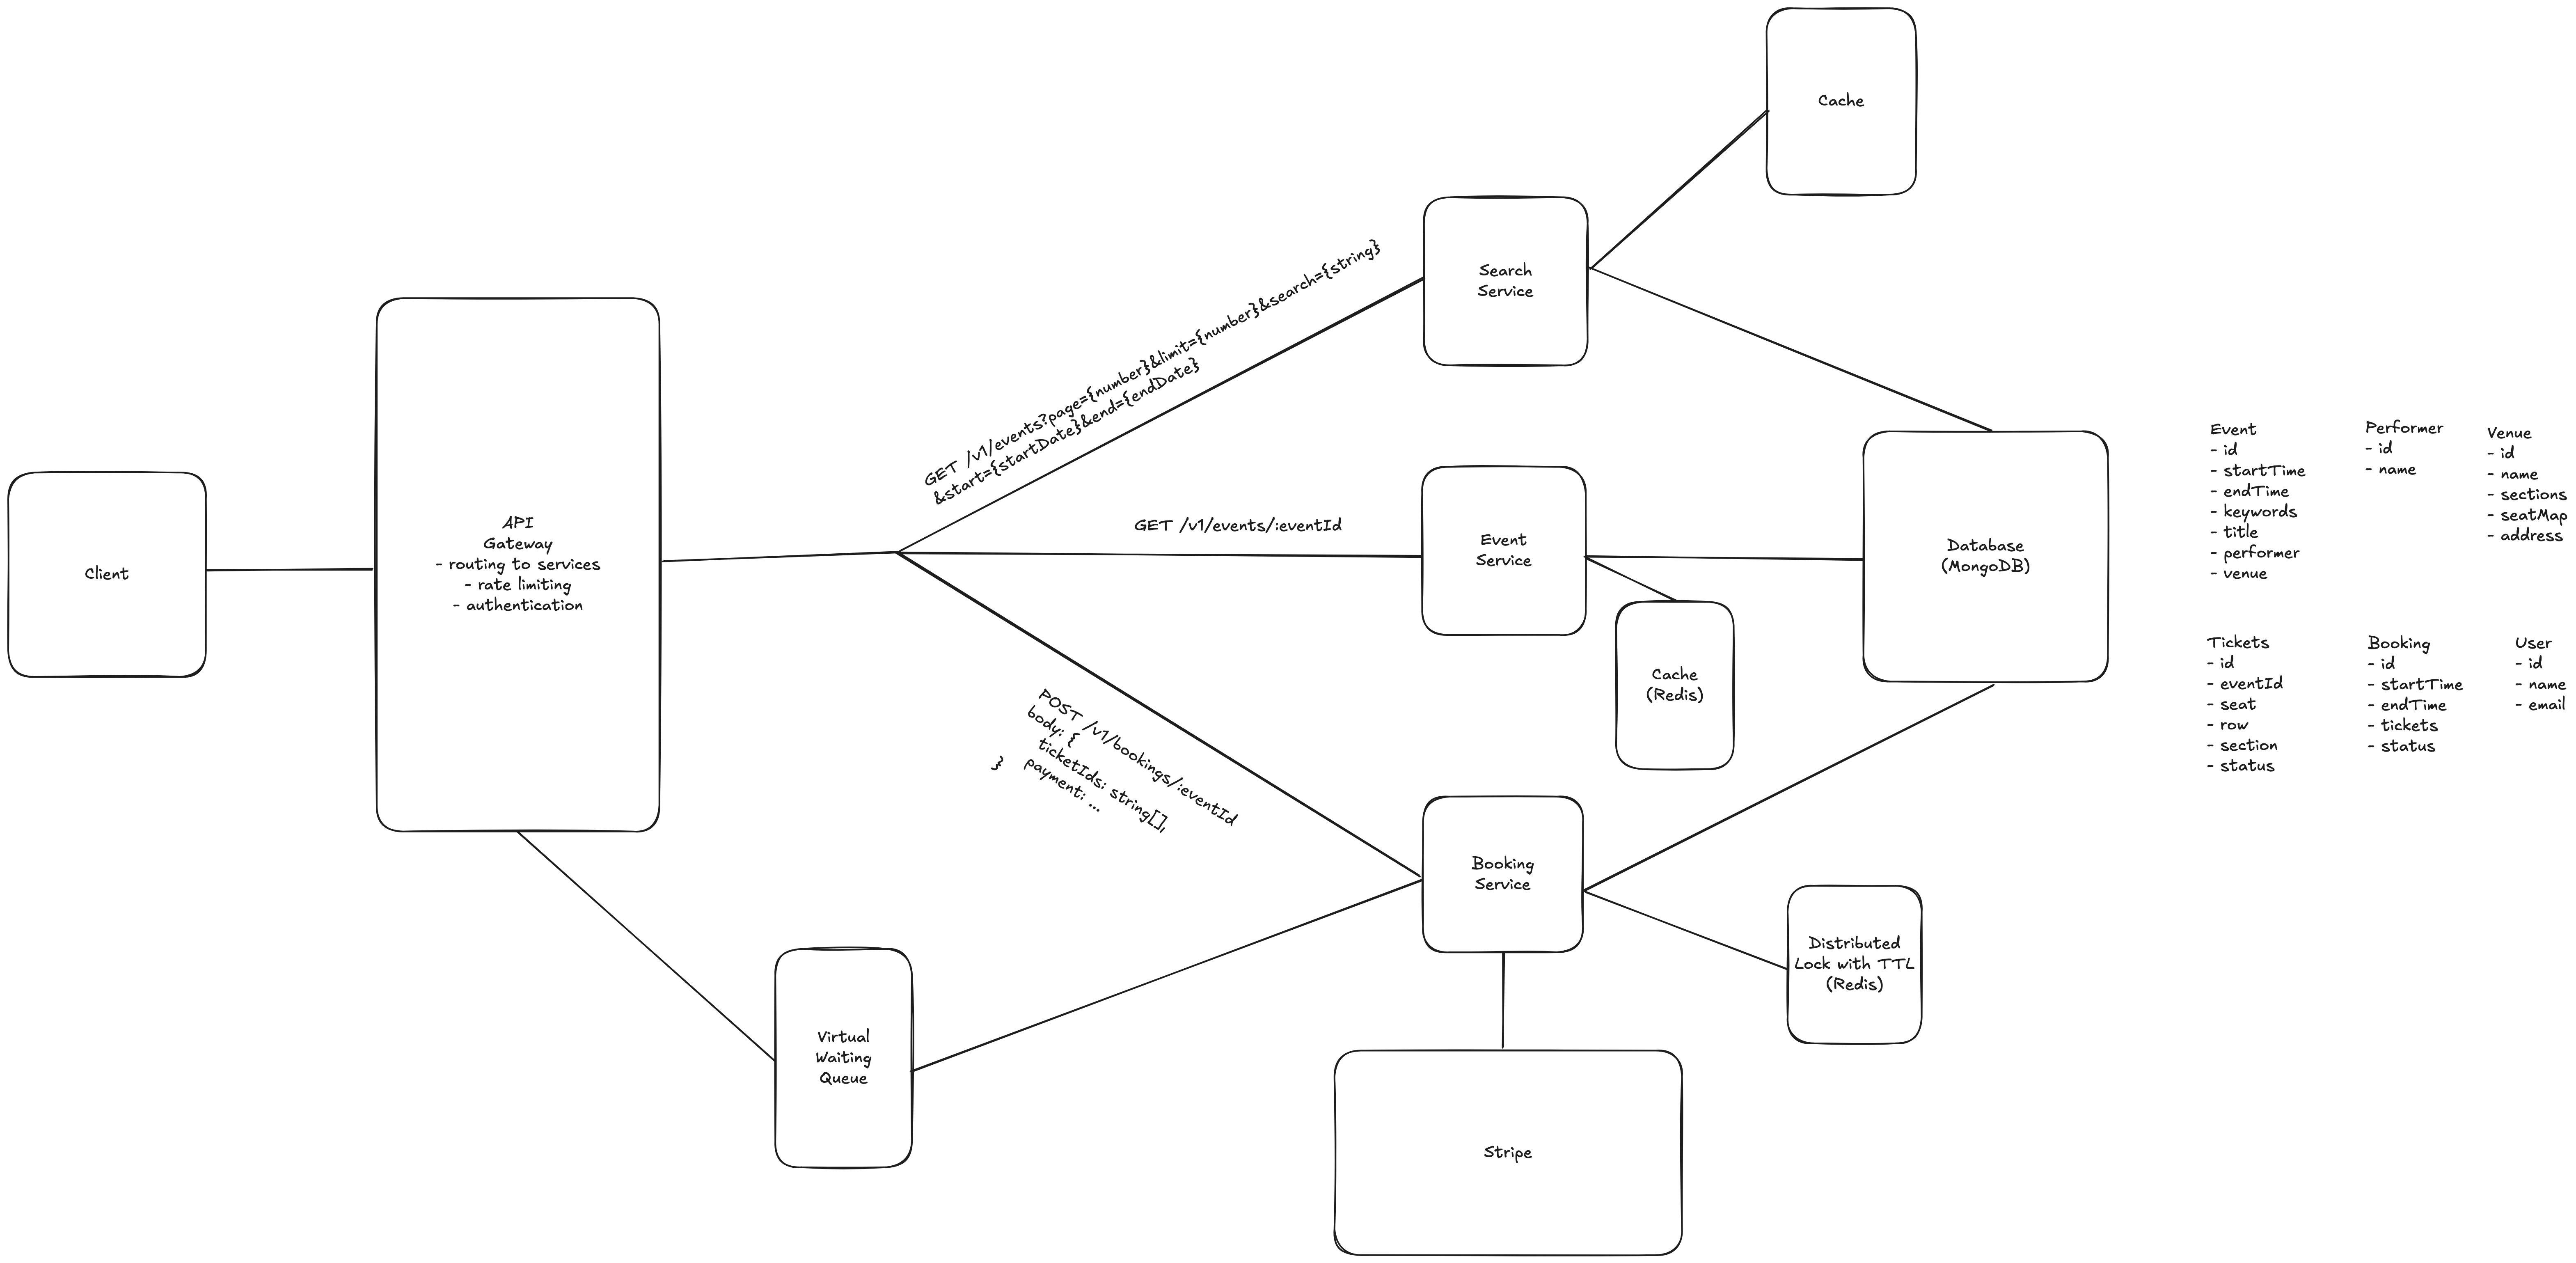 Client
API
Gateway
- routing to services
- rate limiting
- authentication
GET /v1/events?page={number}&limit={number}&search={string}
&start={startDate}&end={endDate}
GET /v1/events/:eventId
POST /v1/bookings/:eventId
body: {
ticketIds: string[],
payment: ...
}
Virtual
Waiting
Queue
Search
Service
Cache
Event
Service
Cache
(Redis)
Booking
Service
Stripe
Distributed
Lock with TTL
(Redis)
Database
(MongoDB)
Event
- id
- startTime
- endTime
- keywords
- title
- performer
- venue
Performer
- id
- name
Venue
- id
- name
- sections
- seatMap
- address
Tickets
- id
- eventId
- seat
- row
- section
- status
Booking
- id
- startTime
- endTime
- tickets
- status
User
- id
- name
- email